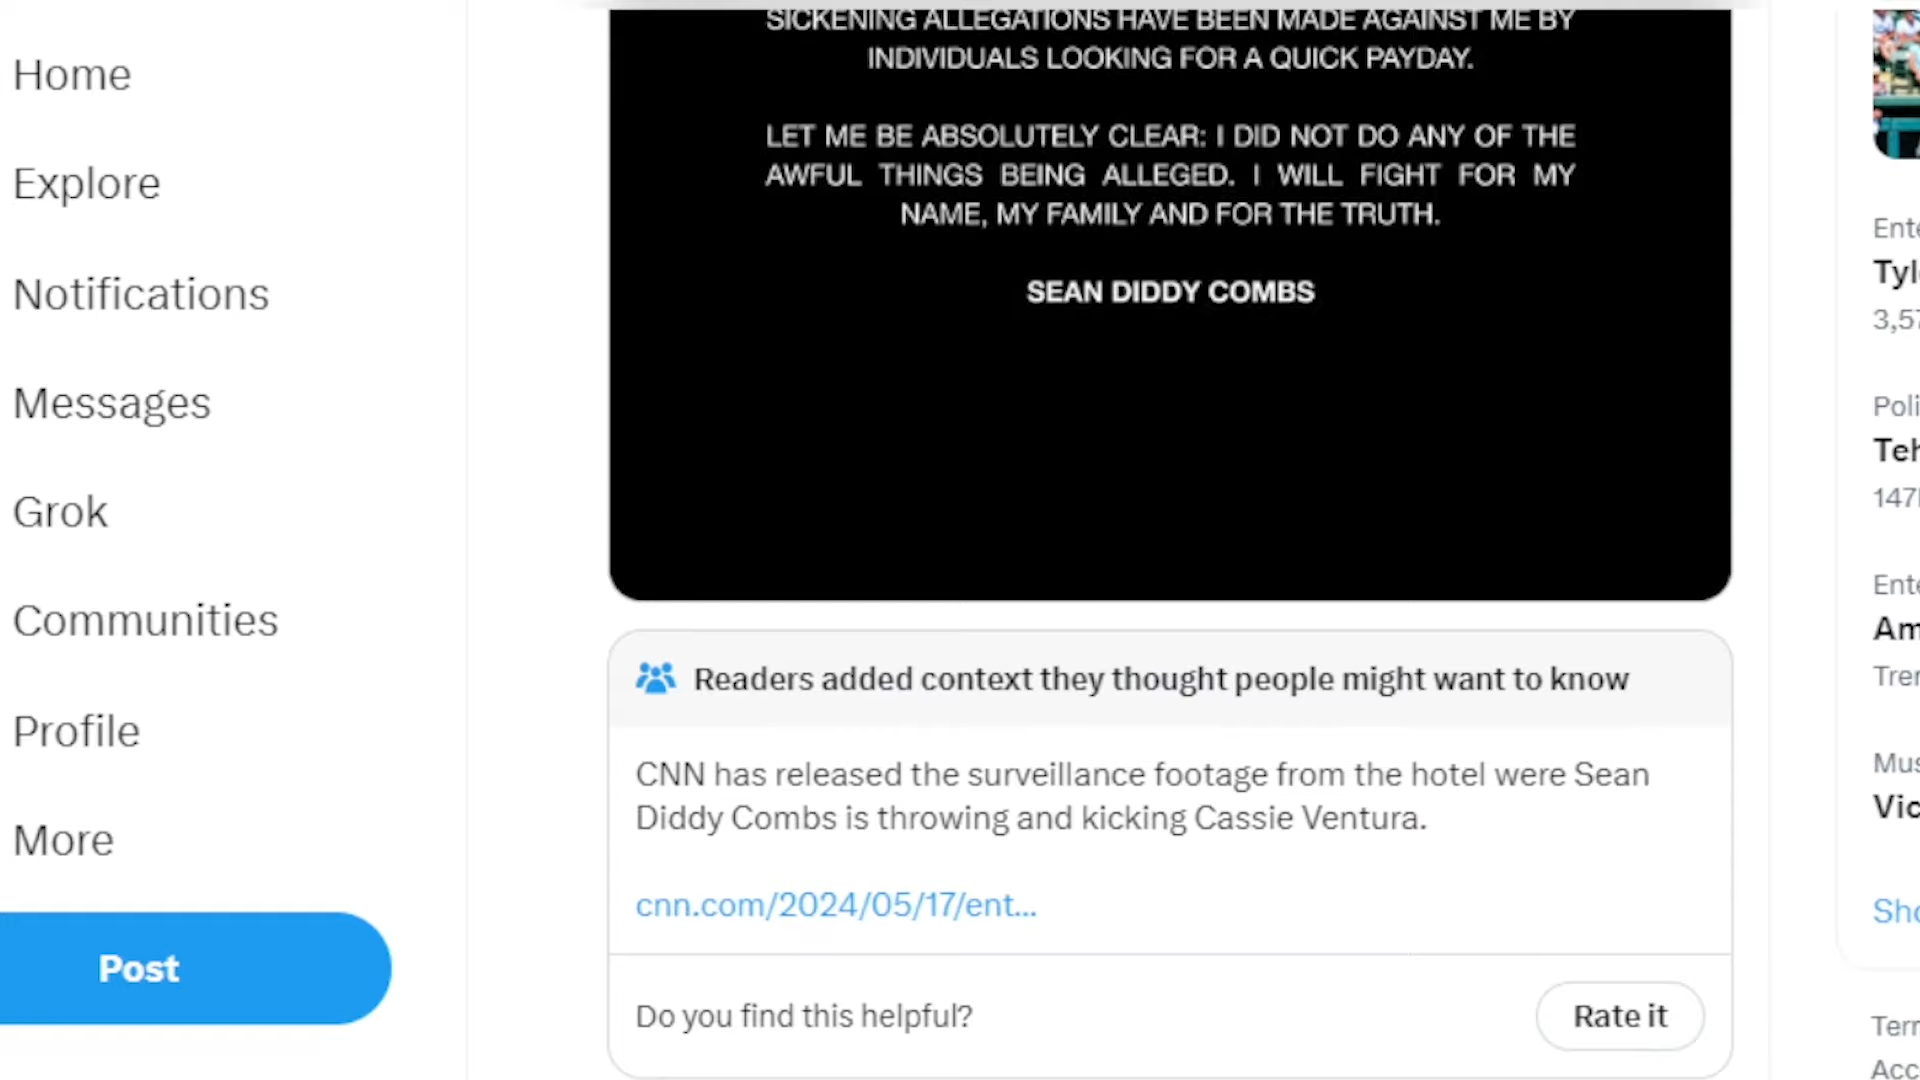 Home
Explore
Notifications
Messages
Grok
Communities
Profile
More
Post
SICKENING ALLEGATIONS HAVE BEEN MADE AGAINST ME BY
INDIVIDUALS LOOKING FOR A QUICK PAYDAY.
LET ME BE ABSOLUTELY CLEAR: I DID NOT DO ANY OF THE
AWFUL THINGS BEING ALLEGED. I WILL FIGHT FOR MY
NAME, MY FAMILY AND FOR THE TRUTH.
SEAN DIDDY COMBS
Readers added context they thought people might want to know
CNN has released the surveillance footage from the hotel were Sean
Diddy Combs is throwing and kicking Cassie Ventura.
cnn.com/2024/05/17/ent...
Do you find this helpful?
Rate it